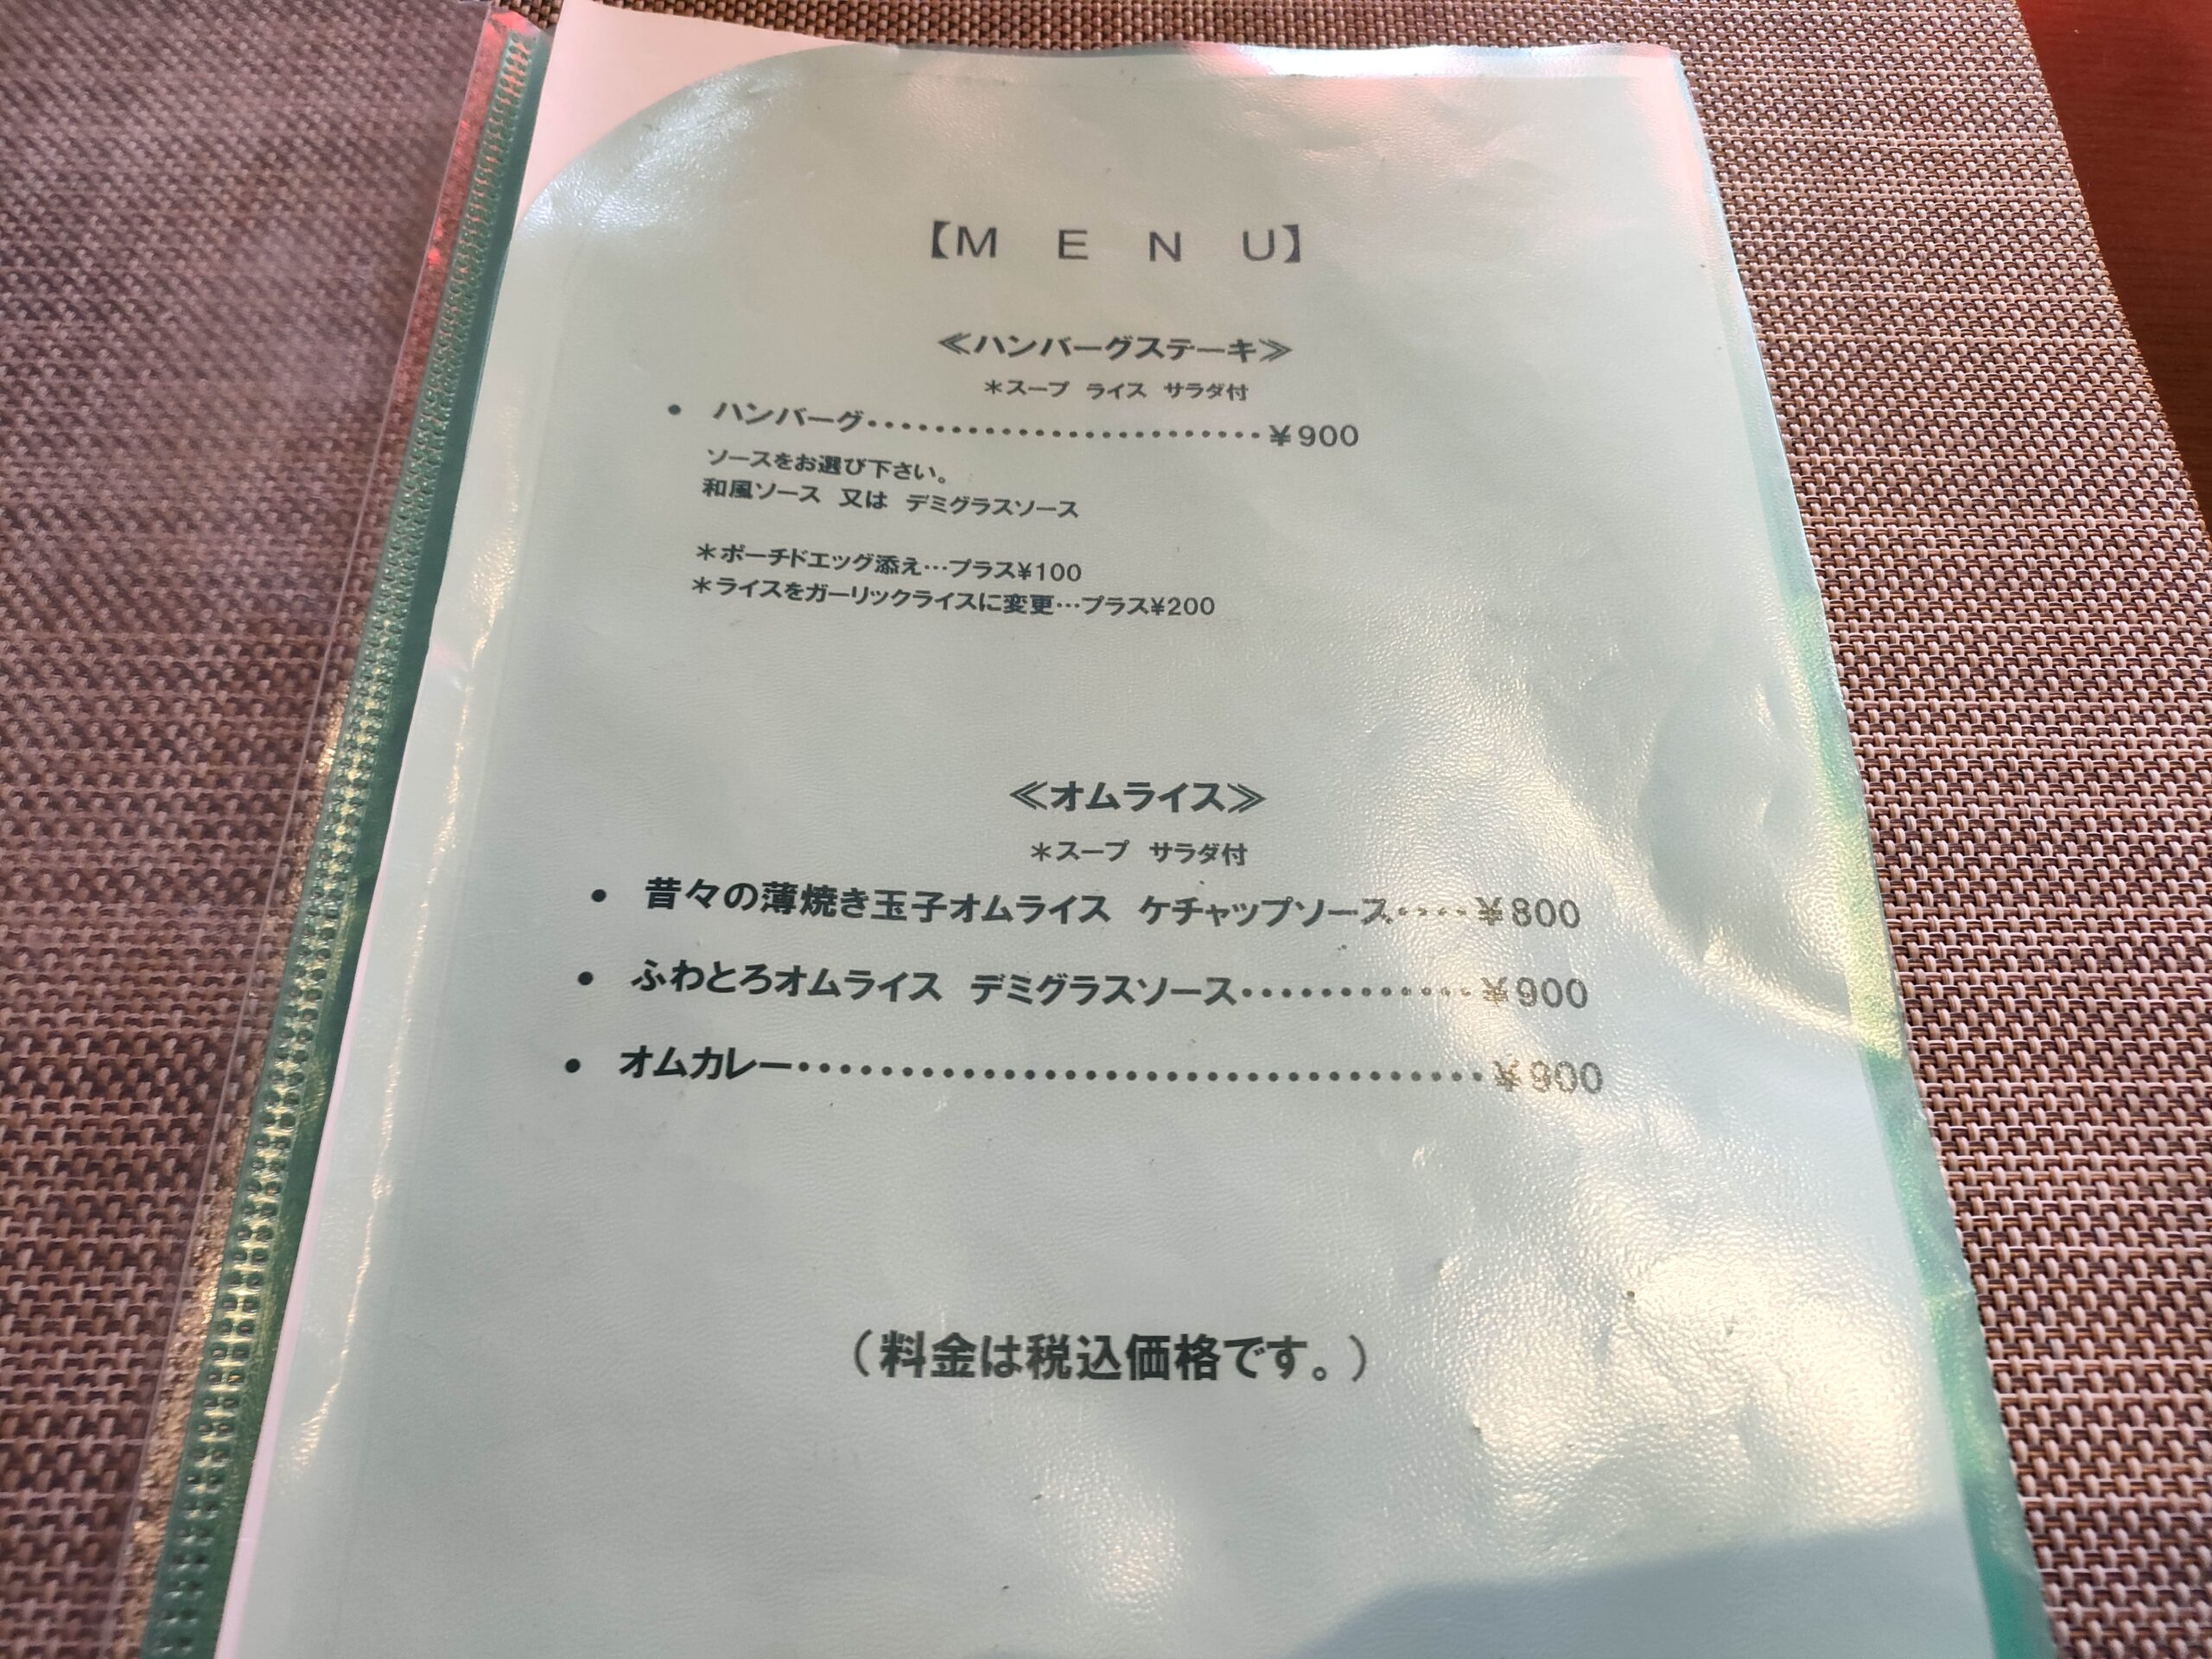 【M E N U】
≪ハンバーグステーキ≫
＊スープ ライス サラダ付
• ハンバーグ‥‥‥‥‥‥‥‥‥‥‥‥¥900
ソースをお選び下さい。
和風ソース 又は デミグラスソース
＊ポーチドエッグ添え…プラス¥100
＊ライスをガーリックライスに変更…プラス¥200
≪オムライス≫
＊スープ サラダ付
• 昔々の薄焼き玉子オムライス ケチャップソース‥‥¥800
• ふわとろオムライス デミグラスソース‥‥‥‥‥‥¥900
• オムカレー‥‥‥‥‥‥‥‥‥‥‥‥‥‥‥‥‥
（料金は税込価格です。）